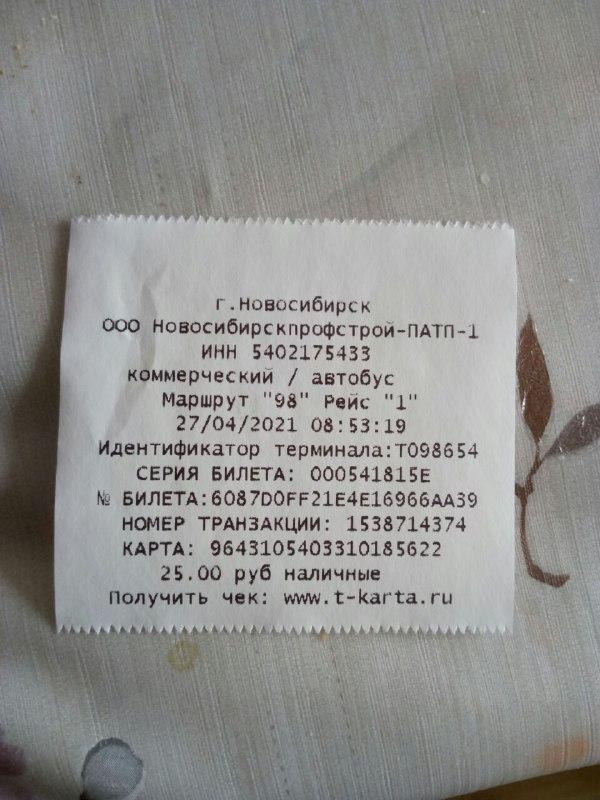 г.Новосибирск
ООО Новосибирскпрофстрой-ПАТП-1
ИНН 5402175433
коммерческий / автобус
Маршрут "98" Рейс "1"
27/04/2021 08:53:19
Идентификатор терминала:Т098654
СЕРИЯ БИЛЕТА: 000541815Е
№ БИЛЕТА:6087D0FF21E4E16966AA39
НОМЕР ТРАНЗАКЦИИ: 1538714374
КАРТА: 9643105403310185622
25.00 руб наличные
Получить чек: www.t-karta.ru